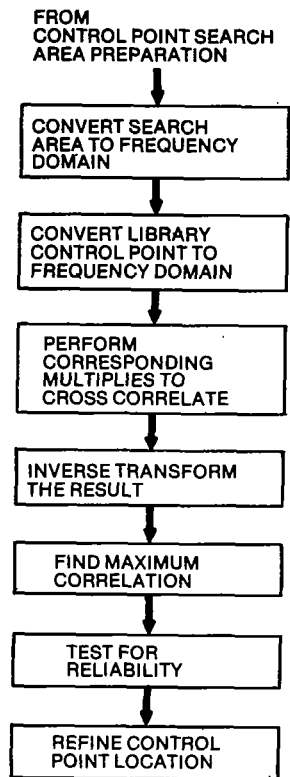 FROM
CONTROL POINT SEARCH
AREA PREPARATION
CONVERT SEARCH
AREA TO FREQUENCY
DOMAIN
CONVERT LIBRARY
CONTROL POINT TO
FREQUENCY DOMAIN
PERFORM
CORRESPONDING
MULTIPLIES TO
CROSS CORRELATE
INVERSE TRANSFORM
THE RESULT
FIND MAXIMUM
CORRELATION
TEST FOR
RELIABILITY
REFINE CONTROL
POINT LOCATION